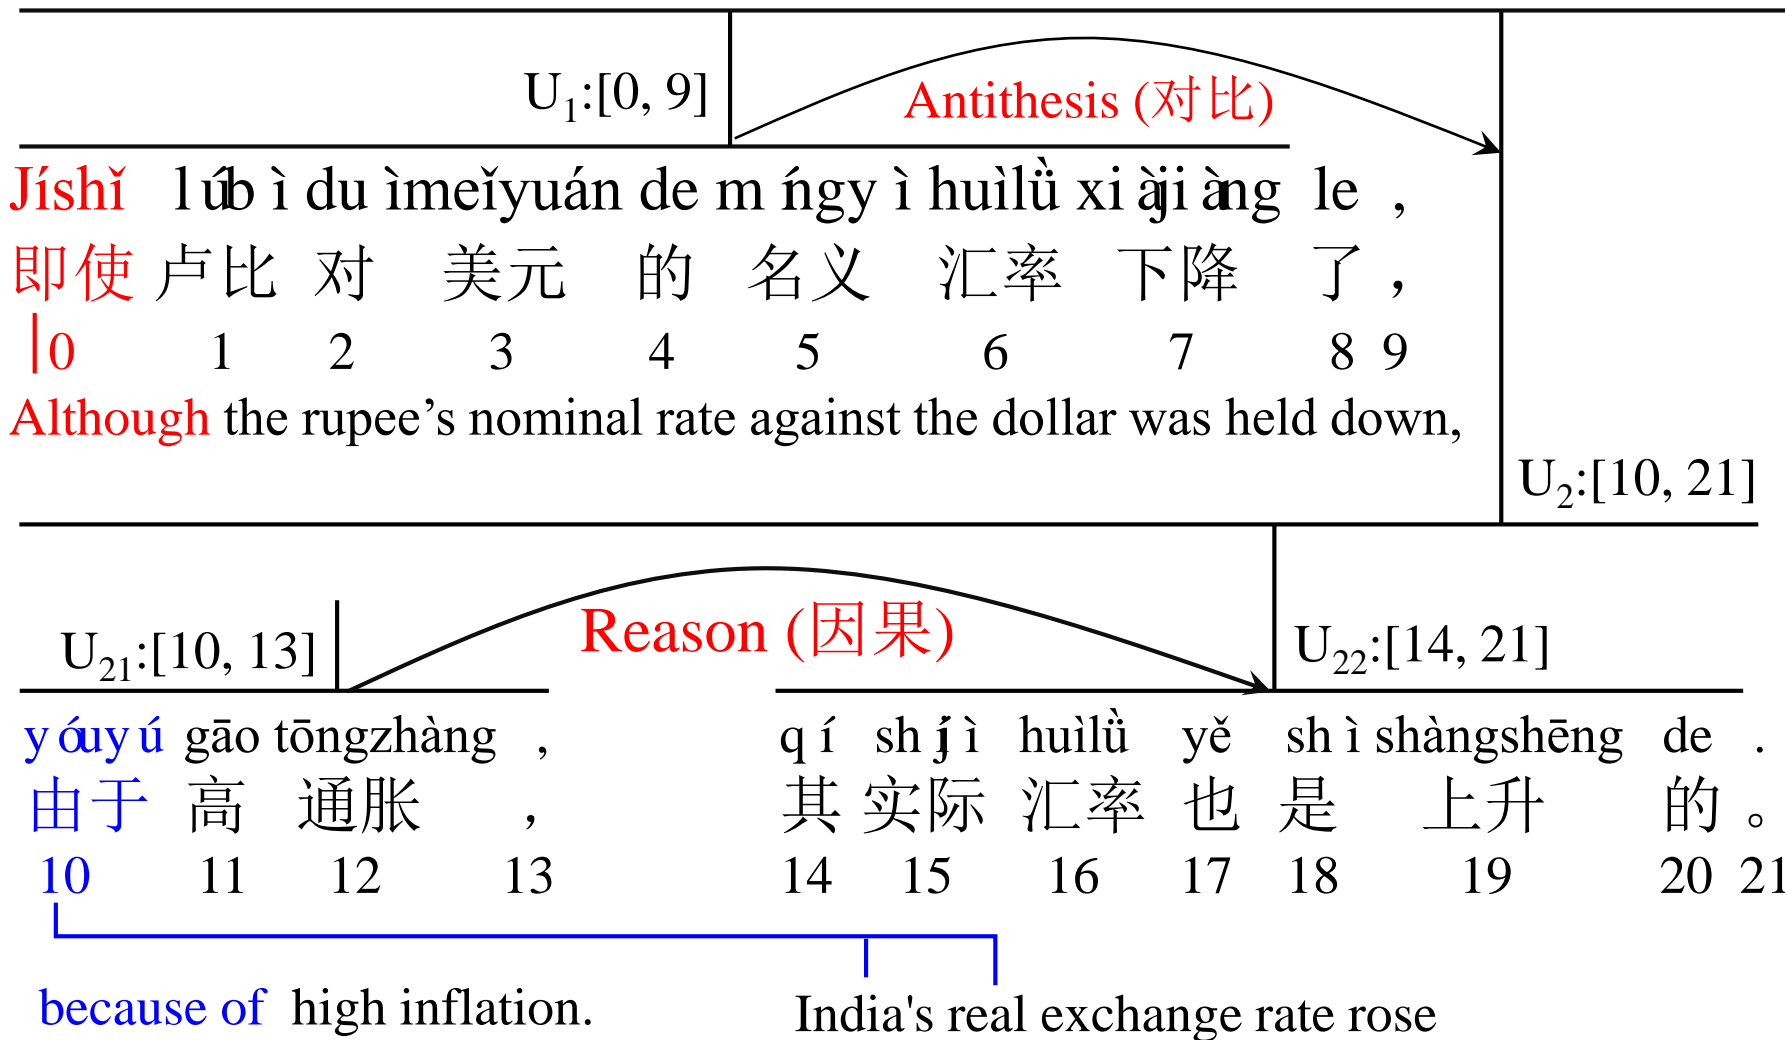 U1:[0, 9]
Antithesis (对比)
Jíshǐ lúbì duìmeǐyuán de míngyì huìlǜ xiàjiàng le ,
即使 卢比 对 美元 的 名义 汇率 下降 了 ，
0 1 2 3 4 5 6 7 8 9
Although the rupee’s nominal rate against the dollar was held down,
U2:[10, 21]
Reason (因果)
U21:[10, 13]
U22:[14, 21]
yóuyú gāo tōngzhàng , qí shíjì huìlǜ yě shì shàngshēng de .
由于 高 通胀 ， 其 实际 汇率 也 是 上升 的 。
10 11 12 13 14 15 16 17 18 19 20 21
because of high inflation. India's real exchange rate rose